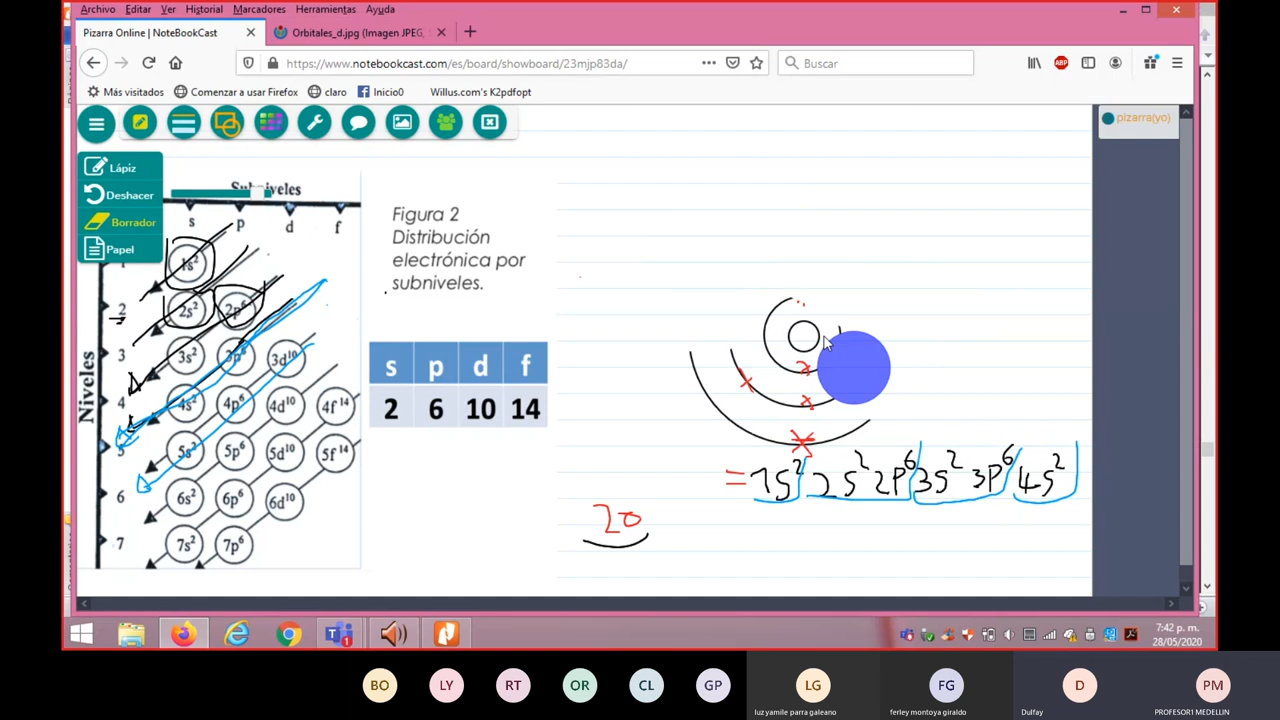 Archivo Editar Ver Historial Marcadores Herramientas Ayuda
Pizarra Online | NoteBookCast
Orbitales_d.jpg (Imagen JPEG,
https://www.notebookcast.com/es/board/showboard/23mjp83da/
Buscar
Más visitados Comenzar a usar Firefox claro Inicio0 Willus.com's K2pdfopt
pizarra(yo)
Lápiz
Deshacer
Borrador
Papel
Subniveles
s p d f
Niveles
1s²
2 2s² 2p⁶
3 3s² 3p⁶ 3d¹⁰
4 4s² 4p⁶ 4d¹⁰ 4f¹⁴
5 5s² 5p⁶ 5d¹⁰ 5f¹⁴
6 6s² 6p⁶ 6d¹⁰
7 7s² 7p⁶
Figura 2
Distribución
electrónica por
subniveles.
s p d f
2 6 10 14
= 1s² 2s² 2p⁶ 3s² 3p⁶ 4s²
20
7:42 p. m.
28/05/2020
BO LY RT OR CL GP LG FG D PM
luz yamile parra galeano
ferley montoya giraldo
Dulfay
PROFESOR1 MEDELLIN